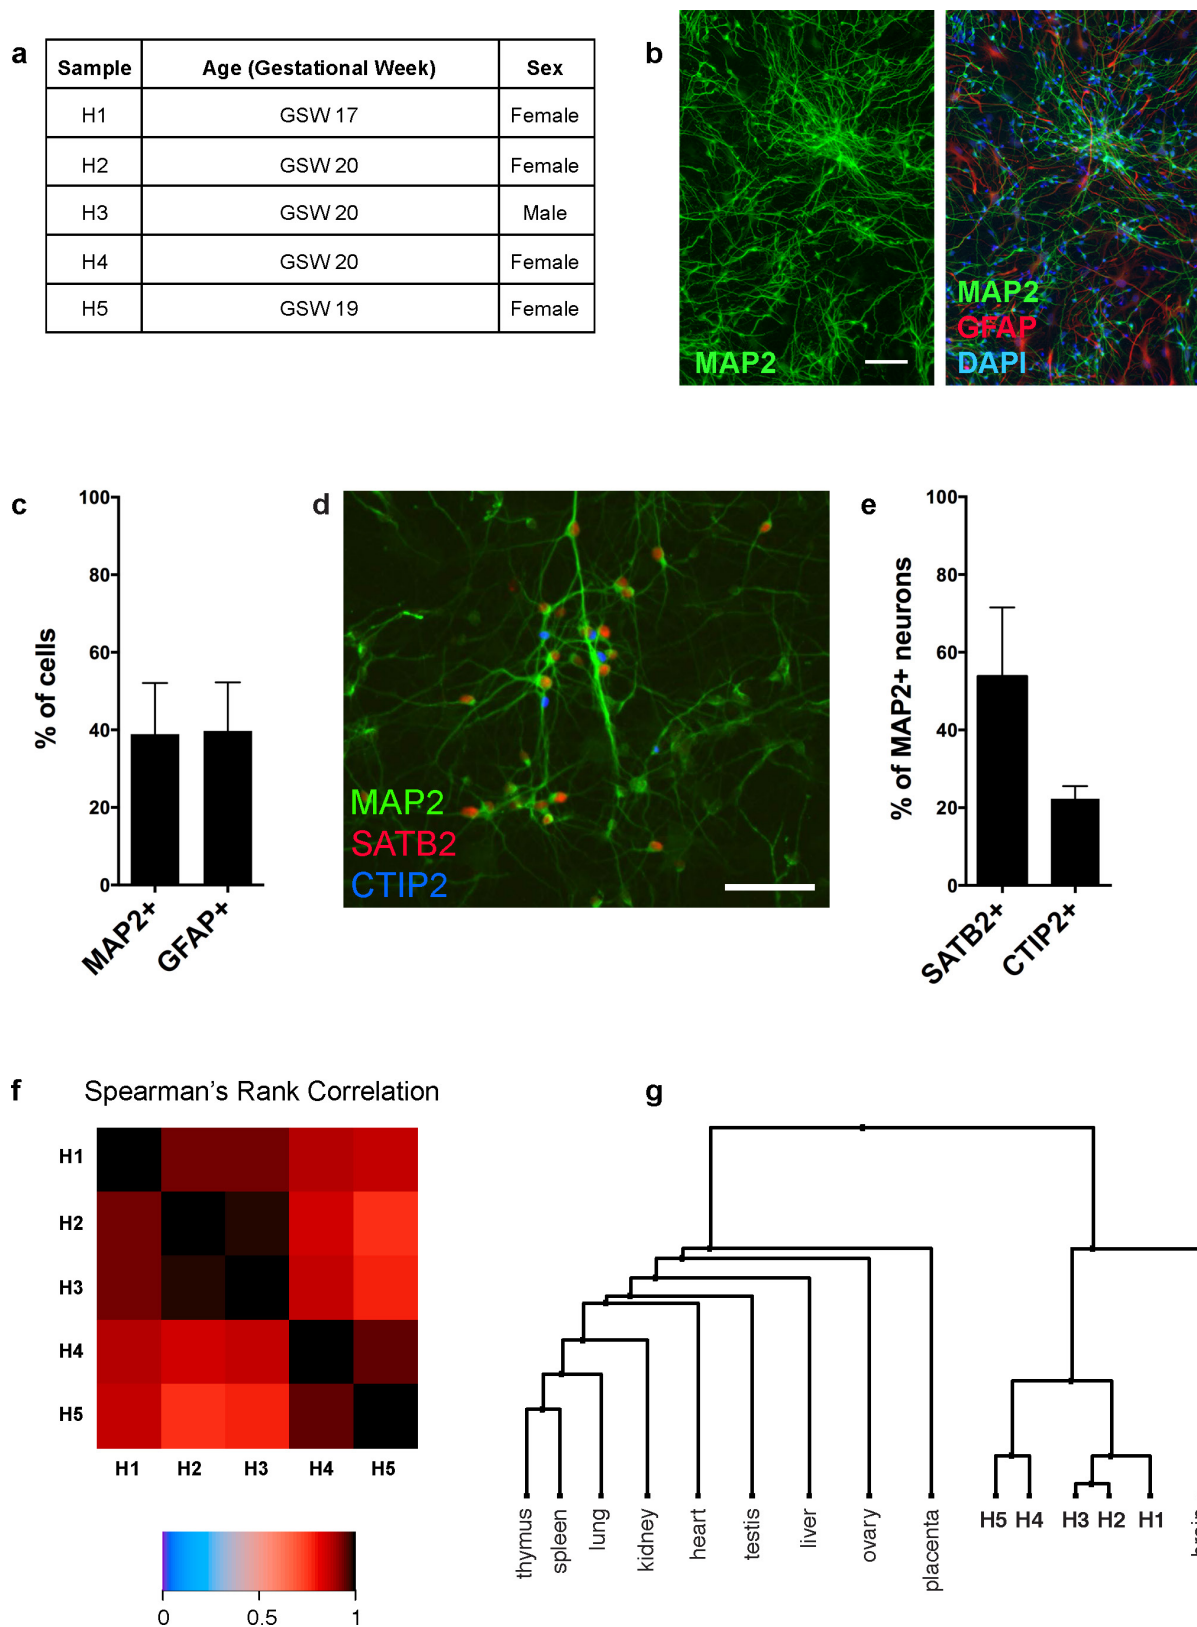 a
Sample Age (Gestational Week) Sex
H1 GSW 17 Female
H2 GSW 20 Female
H3 GSW 20 Male
H4 GSW 20 Female
H5 GSW 19 Female
b
MAP2
MAP2
GFAP
DAPI
c
100
80
60
40
20
0
% of cells
MAP2+
GFAP+
d
MAP2
SATB2
CTIP2
e
100
80
60
40
20
0
% of MAP2+ neurons
SATB2+
CTIP2+
f
Spearman's Rank Correlation
H1
H2
H3
H4
H5
H1 H2 H3 H4 H5
0 0.5 1
g
thymus
spleen
lung
kidney
heart
testis
liver
ovary
placenta
H5 H4 H3 H2 H1
brain